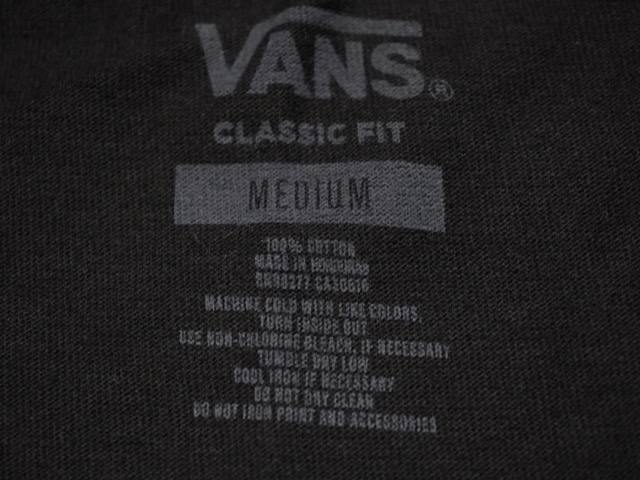 VANS®
CLASSIC FIT
MEDIUM
100% COTTON
MADE IN HONDURAS
CA30616
MACHINE COLD WITH LIKE COLORS,
TURN INSIDE OUT
USE NON-CHLORINE BLEACH, IF NECESSARY
TUMBLE DRY LOW
COOL IRON IF NECESSARY
DO NOT DRY CLEAN
DO NOT IRON PRINT AND ACCESSORIES